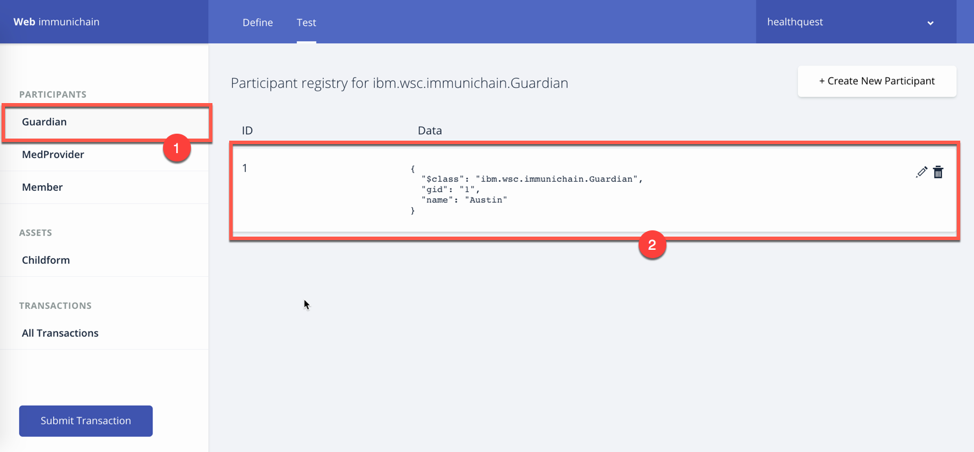 Web immunichain
Define Test
healthquest
PARTICIPANTS
Guardian
1
MedProvider
Member
ASSETS
Childform
TRANSACTIONS
All Transactions
Submit Transaction
Participant registry for ibm.wsc.immunichain.Guardian
+ Create New Participant
ID Data
1
{
"$class": "ibm.wsc.immunichain.Guardian",
"gid": "1",
"name": "Austin"
}
2